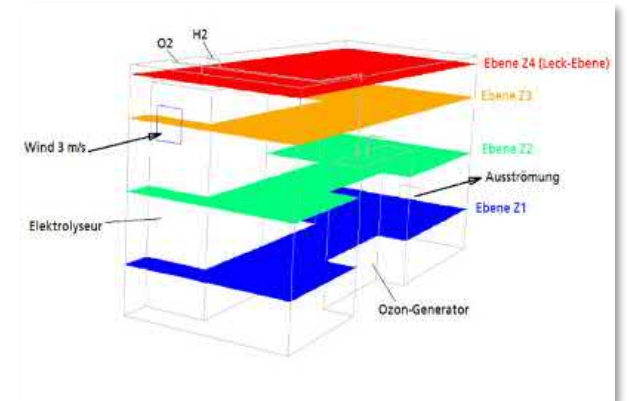 H2
O2
Ebene Z4 (Leck-Ebene)
Ebene Z3
Wind 3 m/s
Ebene Z2
Ausströmung
Ebene Z1
Elektrolyseur
Ozon-Generator